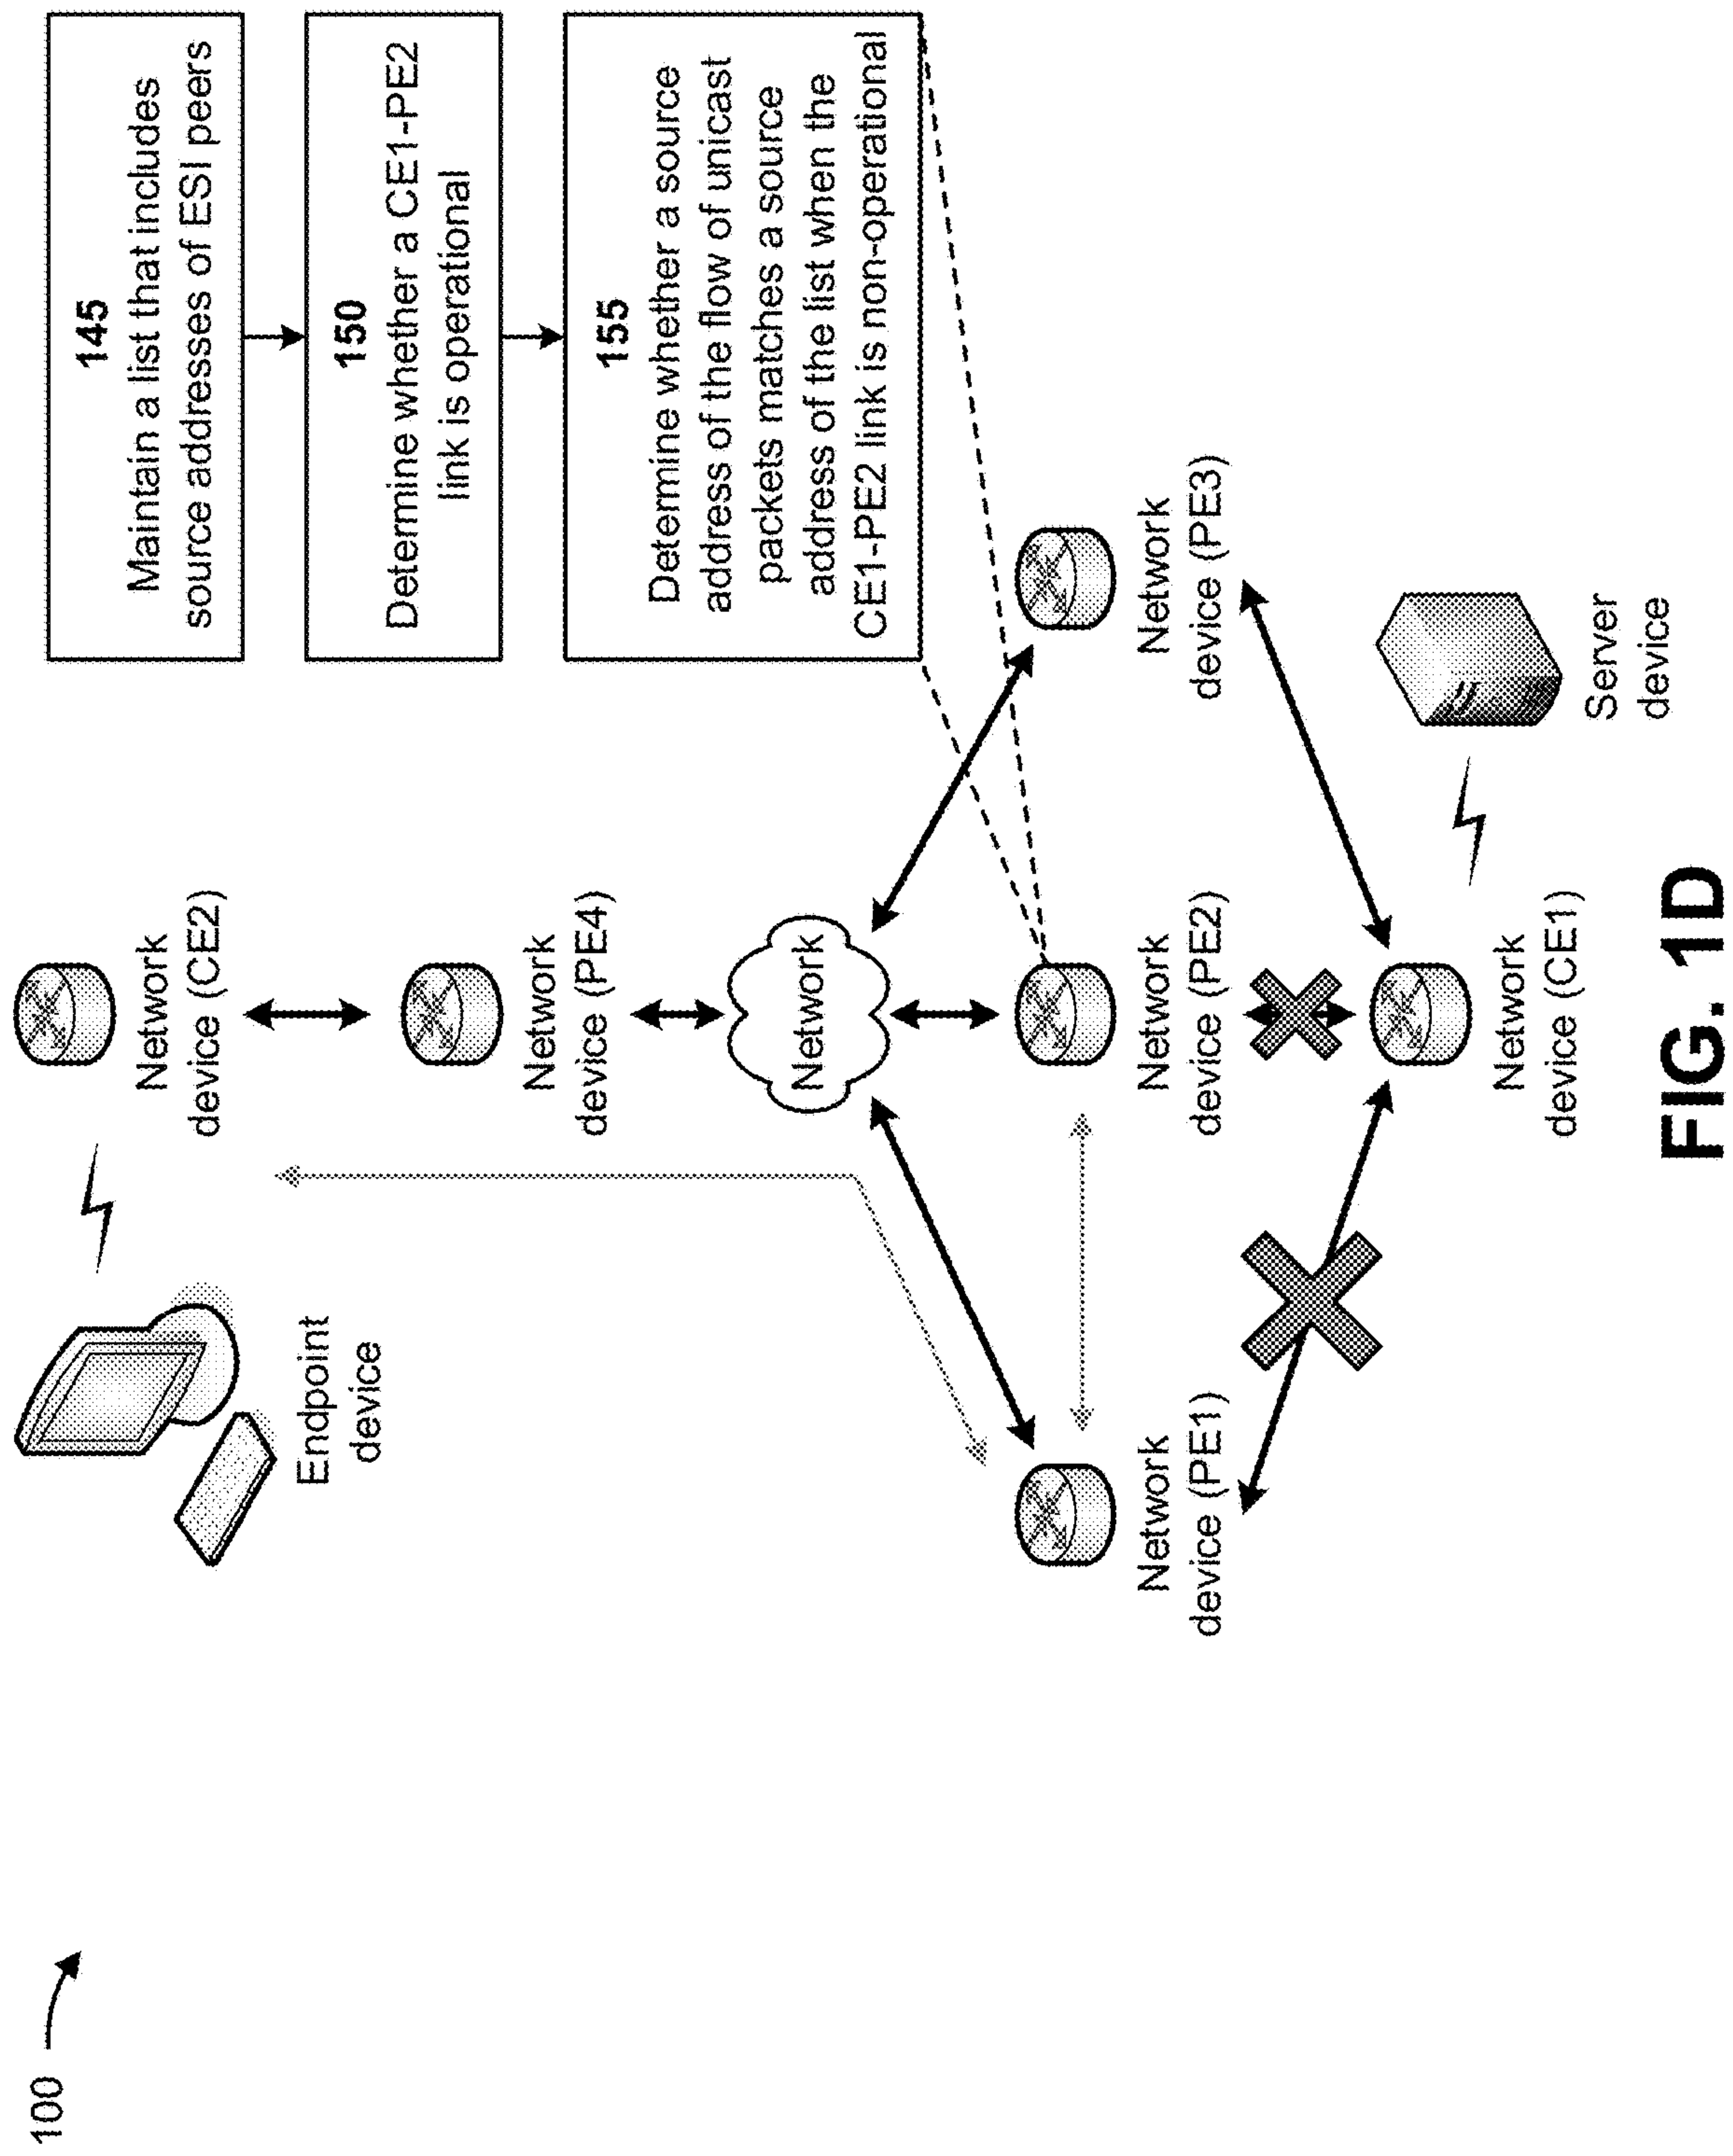 100
145
Maintain a list that includes
source addresses of ESI peers
150
Determine whether a CE1-PE2
link is operational
155
Determine whether a source
address of the flow of unicast
packets matches a source
address of the list when the
CE1-PE2 link is non-operational
Endpoint
device
Network
device (CE2)
Network
device (PE4)
Network
Network
device (PE1)
Network
device (PE2)
Network
device (PE3)
Network
device (CE1)
Server
device
FIG. 1D